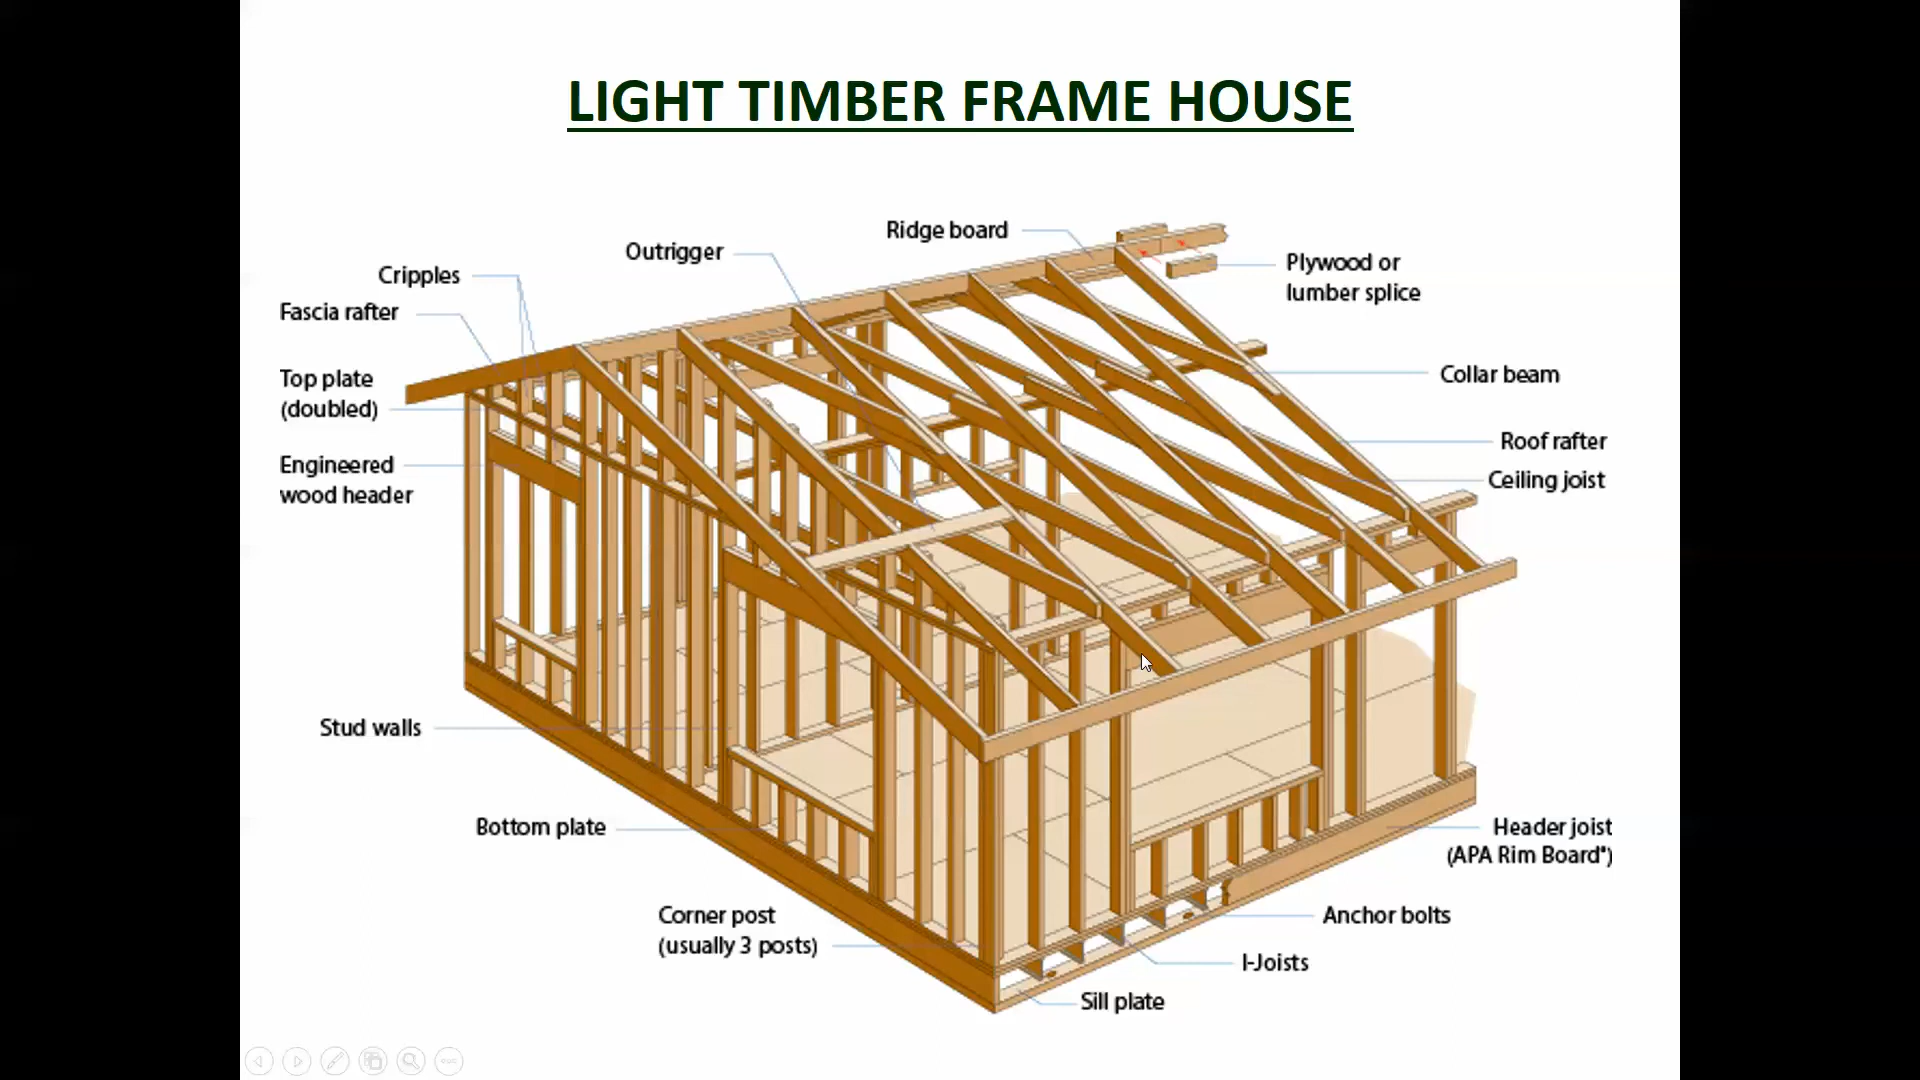 LIGHT TIMBER FRAME HOUSE
Ridge board
Outrigger
Plywood or
lumber splice
Cripples
Fascia rafter
Top plate
(doubled)
Collar beam
Roof rafter
Engineered
wood header
Ceiling joist
Stud walls
Bottom plate
Header joist
(APA Rim Board®)
Corner post
(usually 3 posts)
Anchor bolts
I-Joists
Sill plate